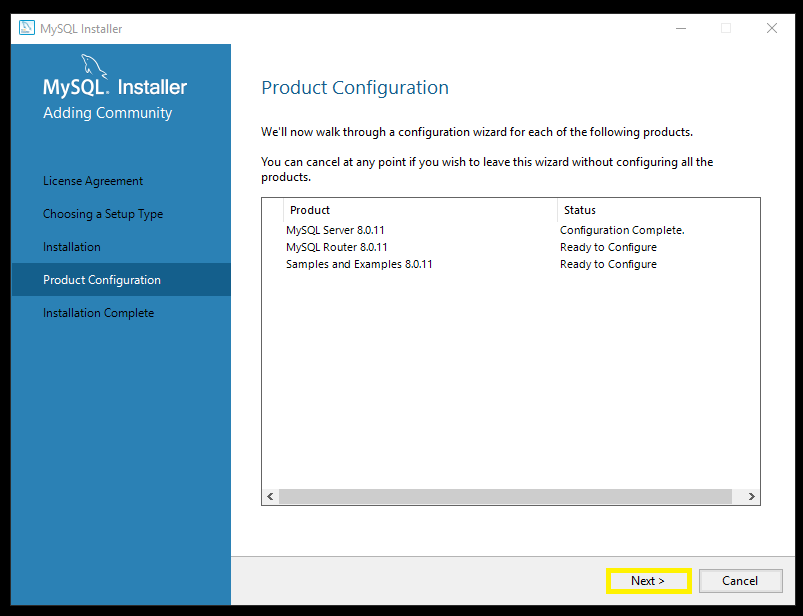 MySQL Installer
MySQL. Installer
Adding Community
License Agreement
Choosing a Setup Type
Installation
Product Configuration
Installation Complete
Product Configuration
We'll now walk through a configuration wizard for each of the following products.
You can cancel at any point if you wish to leave this wizard without configuring all the
products.
Product Status
MySQL Server 8.0.11 Configuration Complete.
MySQL Router 8.0.11 Ready to Configure
Samples and Examples 8.0.11 Ready to Configure
Next > Cancel